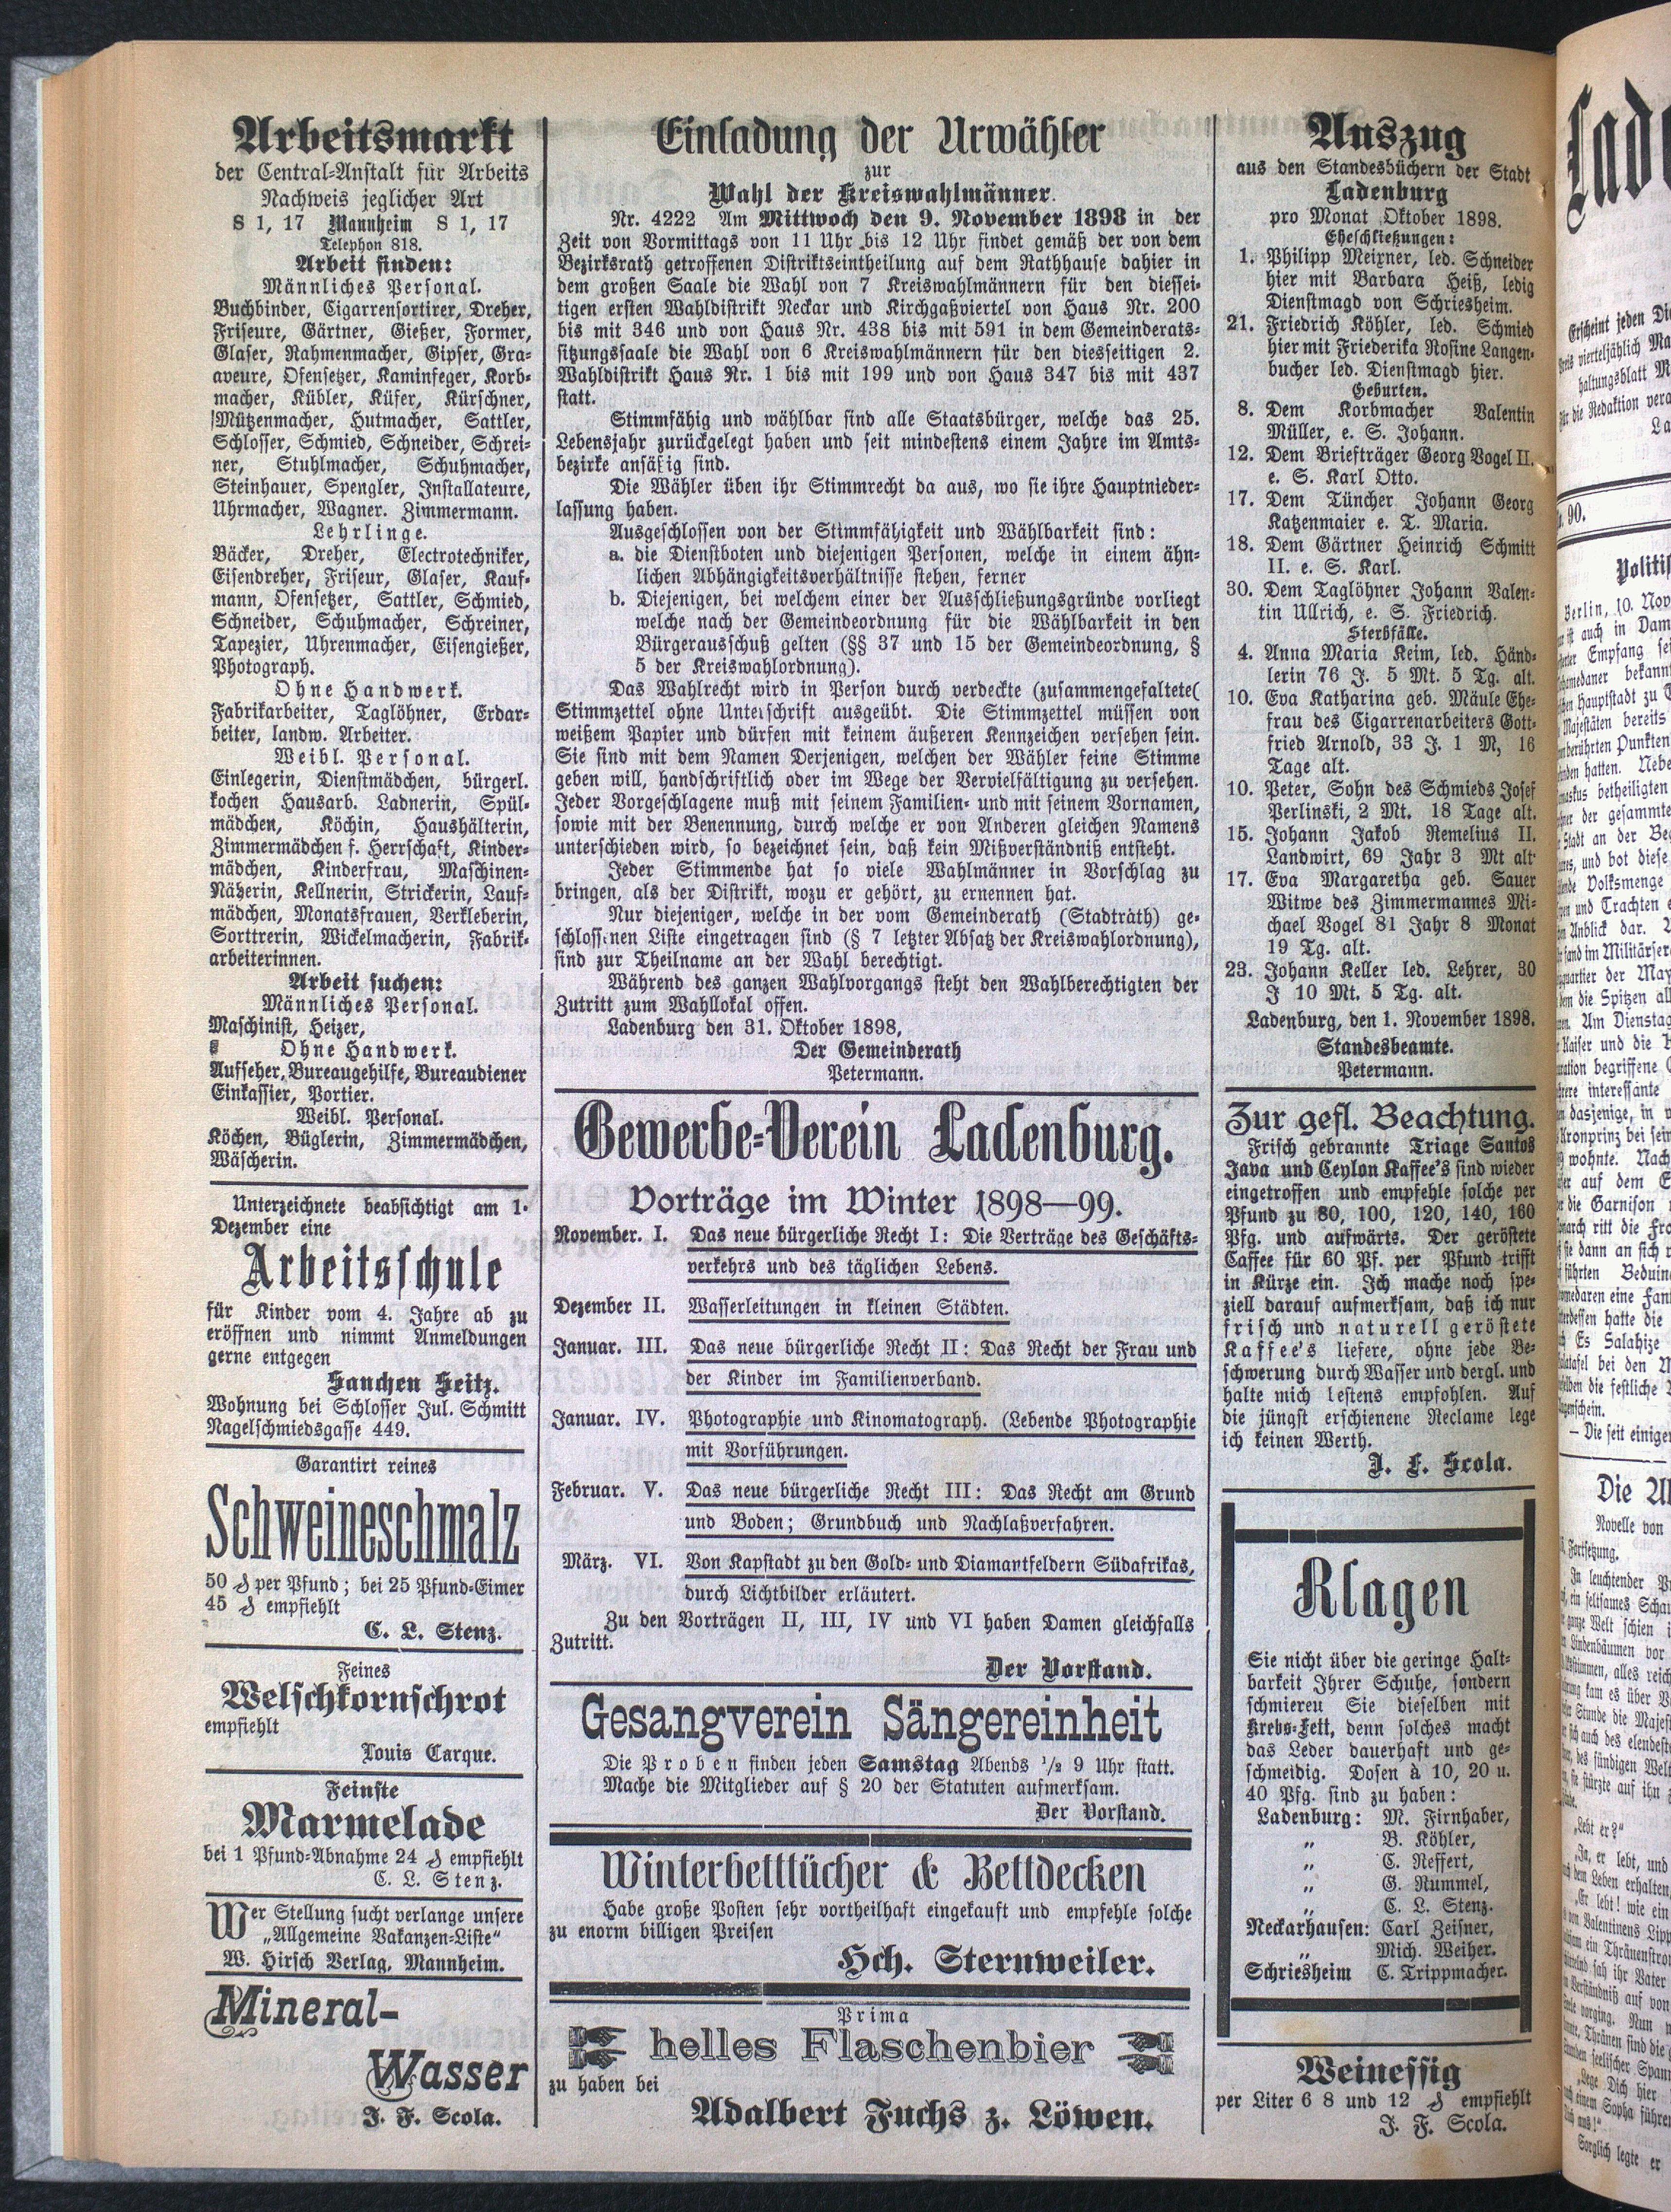 Arbeitsmarkt
der Central-Anstalt für Arbeits
Nachweis jeglicher Art
S 1, 17 Mannheim S 1, 17
Telephon 818.
Arbeit finden:
Männliches Personal.
Buchbinder, Cigarrensortirer, Dreher,
Friseure, Gärtner, Gießer, Former,
Glaser, Rahmenmacher, Gipser, Gra-
aveure, Ofensetzer, Kaminfeger, Korb-
macher, Kübler, Küfer, Kürschner,
Mützenmacher, Hutmacher, Sattler,
Schlosser, Schmied, Schneider, Schrei-
ner, Stuhlmacher, Schuhmacher,
Steinhauer, Spengler, Installateure,
Uhrmacher, Wagner. Zimmermann.
Lehrlinge.
Bäcker, Dreher, Electrotechniker,
Eisendreher, Friseur, Glaser, Kauf-
mann, Ofensetzer, Sattler, Schmied,
Schneider, Schuhmacher, Schreiner,
Tapezier, Uhrenmacher, Eisengießer,
Photograph.
Ohne Handwerk.
Fabrikarbeiter, Taglöhner, Erdar-
beiter, landw. Arbeiter.
Weibl. Personal.
Einlegerin, Dienstmädchen, bürgerl.
kochen Hausarb. Ladnerin, Spül-
mädchen, Köchin, Haushälterin,
Zimmermädchen f. Herrschaft, Kinder-
mädchen, Kinderfrau, Maschinen-
Näherin, Kellnerin, Strickerin, Lauf-
mädchen, Monatsfrauen, Verkleberin,
Sorttrerin, Wickelmacherin, Fabrik-
arbeiterinnen.
Arbeit suchen:
Männliches Personal.
Maschinist, Heizer,
Ohne Handwerk.
Aufseher, Bureaugehilfe, Bureaudiener
Einkassier, Portier.
Weibl. Personal.
Köchen, Büglerin, Zimmermädchen,
Wäscherin.
Unterzeichnete beabsichtigt am 1.
Dezember eine
Arbeitsschule
für Kinder vom 4. Jahre ab zu
eröffnen und nimmt Anmeldungen
gerne entgegen
Hanchen Seitz.
Wohnung bei Schlosser Jul. Schmitt
Nagelschmiedsgasse 449.
Garantirt reines
Schweineschmalz
50 ₰ per Pfund; bei 25 Pfund-Eimer
45 ₰ empfiehlt
C. L. Stenz.
Feines
Welschkornschrot
empfiehlt
Louis Carque.
Feinste
Marmelade
bei 1 Pfund-Abnahme 24 ₰ empfiehlt
C. L. Stenz.
Wer Stellung sucht verlange unsere
„Allgemeine Vakanzen-Liste“
W. Hirsch Verlag, Mannheim.
Mineral-
Wasser
J. F. Scola.
Einladung der Urwähler
zur
Wahl der Kreiswahlmänner.
Nr. 4222 Am Mittwoch den 9. November 1898 in der
Zeit von Vormittags von 11 Uhr bis 12 Uhr findet gemäß der von dem
Bezirksrath getroffenen Distriktseintheilung auf dem Rathhause dahier in
dem großen Saale die Wahl von 7 Kreiswahlmännern für den diessei-
tigen ersten Wahldistrikt Neckar und Kirchgaßviertel von Haus Nr. 200
bis mit 346 und von Haus Nr. 438 bis mit 591 in dem Gemeinderats-
sitzungssaale die Wahl von 6 Kreiswahlmännern für den diesseitigen 2.
Wahldistrikt Haus Nr. 1 bis mit 199 und von Haus 347 bis mit 437
statt.
Stimmfähig und wählbar sind alle Staatsbürger, welche das 25.
Lebensjahr zurückgelegt haben und seit mindestens einem Jahre im Amts-
bezirke ansäßig sind.
Die Wähler üben ihr Stimmrecht da aus, wo sie ihre Hauptnieder-
lassung haben.
Ausgeschlossen von der Stimmfähigkeit und Wählbarkeit sind:
a. die Dienstboten und diejenigen Personen, welche in einem ähn-
lichen Abhängigkeitsverhältnisse stehen, ferner
b. Diejenigen, bei welchem einer der Ausschließungsgründe vorliegt
welche nach der Gemeindeordnung für die Wählbarkeit in den
Bürgerausschuß gelten (§§ 37 und 15 der Gemeindeordnung, §
5 der Kreiswahlordnung).
Das Wahlrecht wird in Person durch verdeckte (zusammengefaltete(
Stimmzettel ohne Unterschrift ausgeübt. Die Stimmzettel müssen von
weißem Papier und dürfen mit keinem äußeren Kennzeichen versehen sein.
Sie sind mit dem Namen Derjenigen, welchen der Wähler seine Stimme
geben will, handschriftlich oder im Wege der Vervielfältigung zu versehen.
Jeder Vorgeschlagene muß mit seinem Familien- und mit seinem Vornamen,
sowie mit der Benennung, durch welche er von Anderen gleichen Namens
unterschieden wird, so bezeichnet sein, daß kein Mißverständniß entsteht.
Jeder Stimmende hat so viele Wahlmänner in Vorschlag zu
bringen, als der Distrikt, wozu er gehört, zu ernennen hat.
Nur diejeniger, welche in der vom Gemeinderath (Stadtrath) ge-
schlossenen Liste eingetragen sind (§ 7 letzter Absatz der Kreiswahlordnung),
sind zur Theilname an der Wahl berechtigt.
Während des ganzen Wahlvorgangs steht den Wahlberechtigten der
Zutritt zum Wahllokal offen.
Ladenburg den 31. Oktober 1898,
Der Gemeinderath
Petermann.
Gewerbe-Verein Ladenburg.
Vorträge im Winter 1898—99.
November. I. Das neue bürgerliche Recht I: Die Verträge des Geschäfts-
verkehrs und des täglichen Lebens.
Dezember II. Wasserleitungen in kleinen Städten.
Januar. III. Das neue bürgerliche Recht II: Das Recht der Frau und
der Kinder im Familienverband.
Januar. IV. Photographie und Kinomatograph. (Lebende Photographie
mit Vorführungen.
Februar. V. Das neue bürgerliche Recht III: Das Recht am Grund
und Boden; Grundbuch und Nachlaßverfahren.
März. VI. Von Kapstadt zu den Gold- und Diamantfeldern Südafrikas,
durch Lichtbilder erläutert.
Zu den Vorträgen II, III, IV und VI haben Damen gleichfalls
Zutritt.
Der Vorstand.
Gesangverein Sängereinheit
Die Proben finden jeden Samstag Abends 1/2 9 Uhr statt.
Mache die Mitglieder auf § 20 der Statuten aufmerksam.
Der Vorstand.
Winterbetttücher & Bettdecken
Habe große Posten sehr vortheilhaft eingekauft und empfehle solche
zu enorm billigen Preisen
Hch. Sternweiler.
Prima
helles Flaschenbier
zu haben bei
Adalbert Fuchs z. Löwen.
Auszug
aus den Standesbüchern der Stadt
Ladenburg
pro Monat Oktober 1898.
Eheschließungen:
1. Philipp Meixner, led. Schneider
hier mit Barbara Heiß, ledig
Dienstmagd von Schriesheim.
21. Friedrich Köhler, led. Schmied
hier mit Friederika Rosine Langen-
bucher led. Dienstmagd hier.
Geburten.
8. Dem Korbmacher Valentin
Müller, e. S. Johann.
12. Dem Briefträger Georg Vogel II.
e. S. Karl Otto.
17. Dem Tüncher Johann Georg
Katzenmaier e. T. Maria.
18. Dem Gärtner Heinrich Schmitt
II. e. S. Karl.
30. Dem Taglöhner Johann Valen-
tin Ullrich, e. S. Friedrich.
Sterbfälle.
4. Anna Maria Keim, led. Händ-
lerin 76 J. 5 Mt. 5 Tg. alt.
10. Eva Katharina geb. Mäule Ehe-
frau des Cigarrenarbeiters Gott-
fried Arnold, 33 J. 1 M, 16
Tage alt.
10. Peter, Sohn des Schmieds Josef
Perlinski, 2 Mt. 18 Tage alt.
15. Johann Jakob Remelius II.
Landwirt, 69 Jahr 3 Mt alt
17. Eva Margaretha geb. Sauer
Witwe des Zimmermannes Mi-
chael Vogel 81 Jahr 8 Monat
19 Tg. alt.
23. Johann Keller led. Lehrer, 30
J 10 Mt. 5 Tg. alt.
Ladenburg, den 1. November 1898.
Standesbeamte.
Petermann.
Zur gefl. Beachtung.
Frisch gebrannte Triage Santos
Java und Ceylon Kaffee's sind wieder
eingetroffen und empfehle solche per
Pfund zu 80, 100, 120, 140, 160
Pfg. und aufwärts. Der geröstete
Caffee für 60 Pf. per Pfund trifft
in Kürze ein. Ich mache noch spe-
ziell darauf aufmerksam, daß ich nur
frisch und naturell geröstete
Kaffee's liefere, ohne jede Be-
schwerung durch Wasser und dergl. und
halte mich lestens empfohlen. Auf
die jüngst erschienene Reclame lege
ich keinen Werth.
J. F. Scola.
Klagen
Sie nicht über die geringe Halt-
barkeit Ihrer Schuhe, sondern
schmieren Sie dieselben mit
Krebs-Fett, denn solches macht
das Leder dauerhaft und ge-
schmeidig. Dosen à 10, 20 u.
40 Pfg. sind zu haben:
Ladenburg: M. Firnhaber,
„ B. Köhler,
„ C. Neffert,
„ G. Rummel,
„ C. L. Stenz.
Neckarhausen: Carl Zeisner,
„ Mich. Weiher.
Schriesheim C. Trippmacher.
Weinessig
per Liter 6 8 und 12 ₰ empfiehlt
J. F. Scola.
Erscheint jeden
90.
Berlin, 10. Nov
Die
Novelle von
Fortsetzung.
In leuchtender
„Lebt er?“
Sorglich legte er